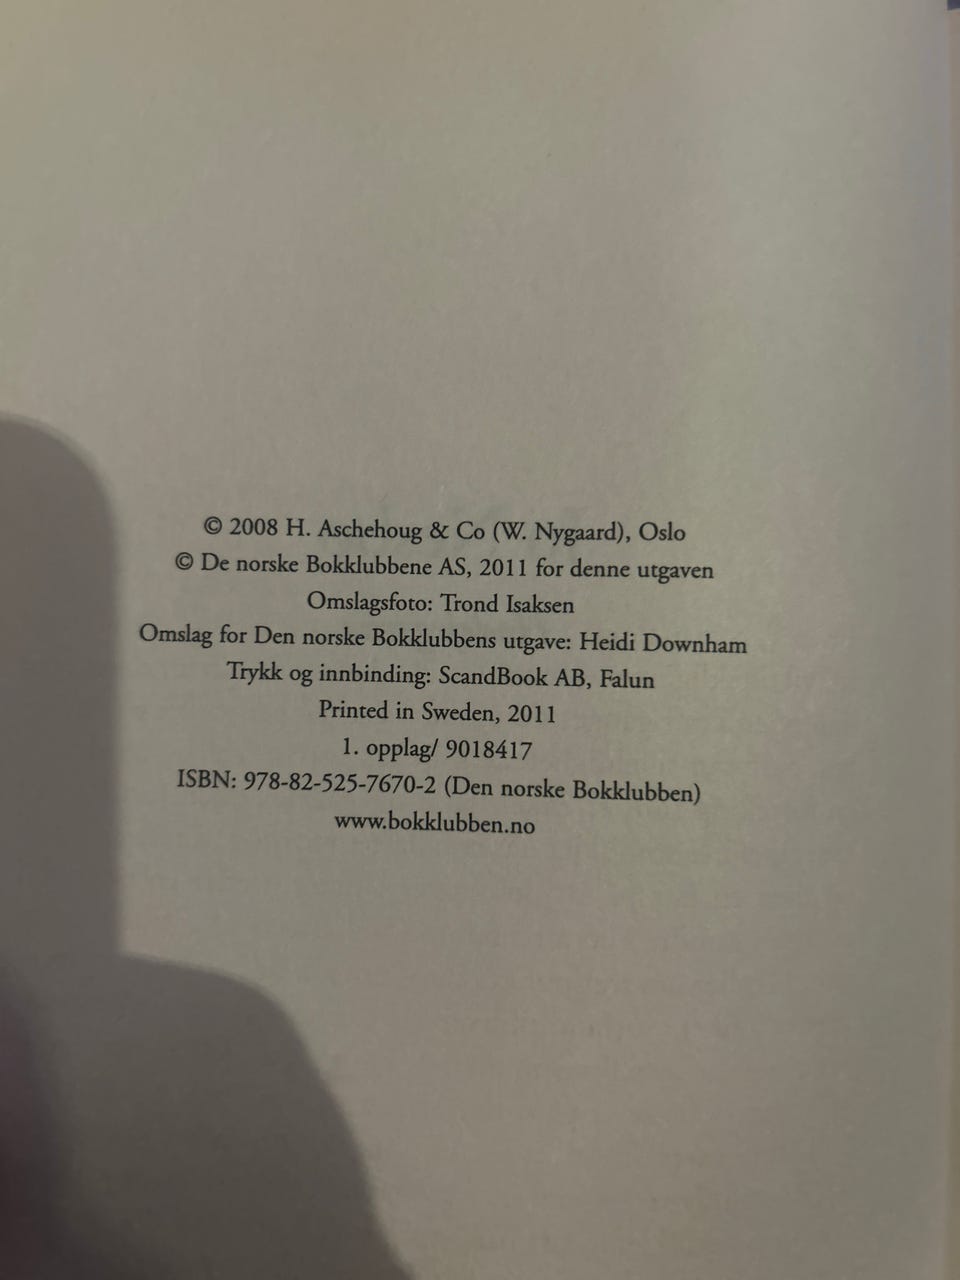 © 2008 H. Aschehoug & Co (W. Nygaard), Oslo
© De norske Bokklubbene AS, 2011 for denne utgaven
Omslagsfoto: Trond Isaksen
Omslag for Den norske Bokklubbens utgave: Heidi Downham
Trykk og innbinding: ScandBook AB, Falun
Printed in Sweden, 2011
1. opplag/ 9018417
ISBN: 978-82-525-7670-2 (Den norske Bokklubben)
www.bokklubben.no